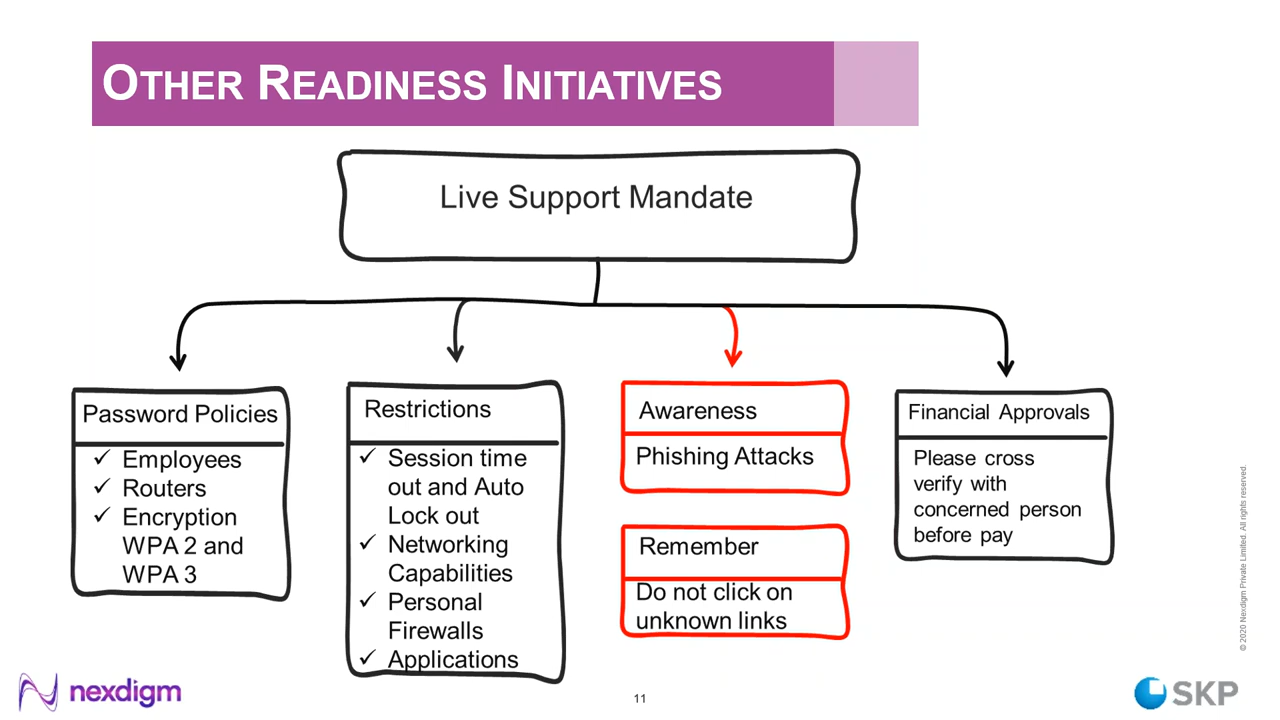 OTHER READINESS INITIATIVES
Live Support Mandate
Password Policies
✓ Employees
✓ Routers
✓ Encryption
WPA 2 and
WPA 3
Restrictions
✓ Session time
out and Auto
Lock out
✓ Networking
Capabilities
✓ Personal
Firewalls
✓ Applications
Awareness
Phishing Attacks
Remember
Do not click on
unknown links
Financial Approvals
Please cross
verify with
concerned person
before pay
© 2020 Nexdigm Private Limited. All rights reserved.
nexdigm
11
SKP